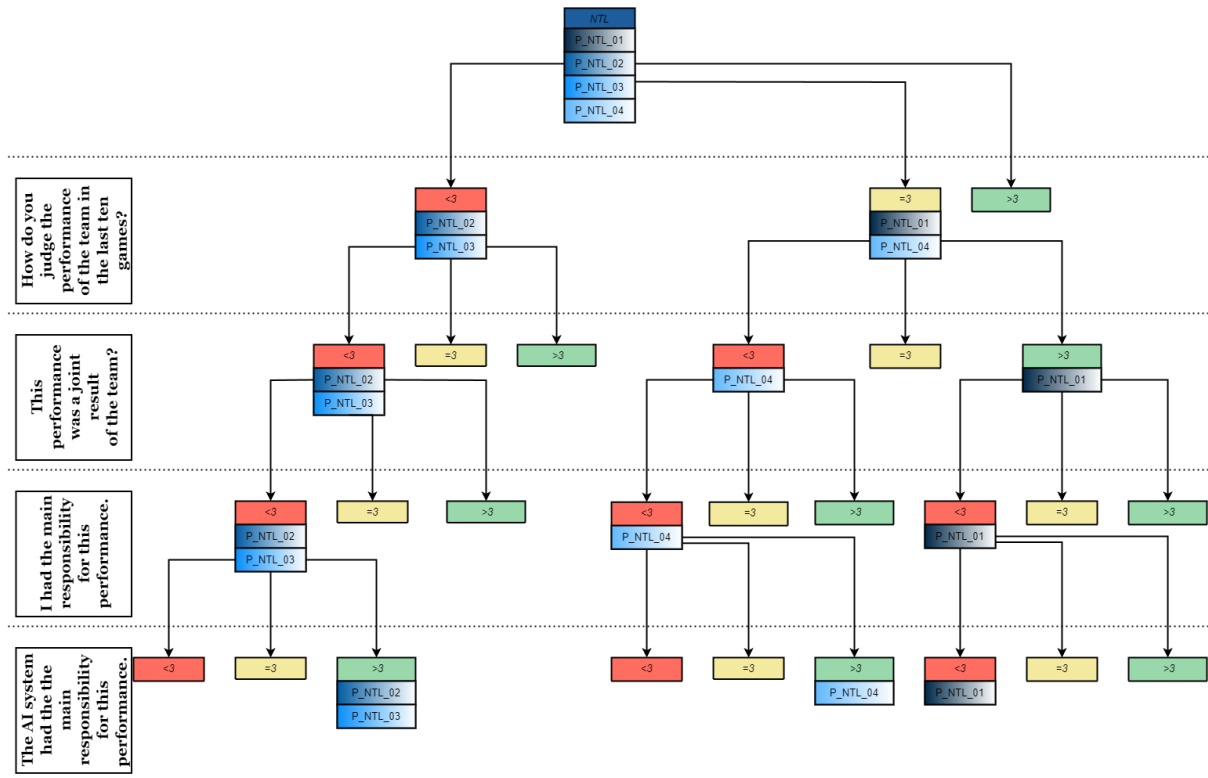 NTL
P_NTL_01
P_NTL_02
P_NTL_03
P_NTL_04
How do you
judge the
performance
of the team in
the last ten
games?
<3
P_NTL_02
P_NTL_03
=3
P_NTL_01
P_NTL_04
>3
This
performance
was a joint
result
of the team?
<3
P_NTL_02
P_NTL_03
=3
>3
<3
P_NTL_04
=3
>3
P_NTL_01
I had the main
responsibility
for this
performance.
<3
P_NTL_02
P_NTL_03
=3
>3
<3
P_NTL_04
=3
>3
<3
P_NTL_01
=3
>3
The AI system
had the the
main
responsibility
for this
performance.
<3
=3
>3
P_NTL_02
P_NTL_03
<3
=3
>3
P_NTL_04
<3
P_NTL_01
=3
>3